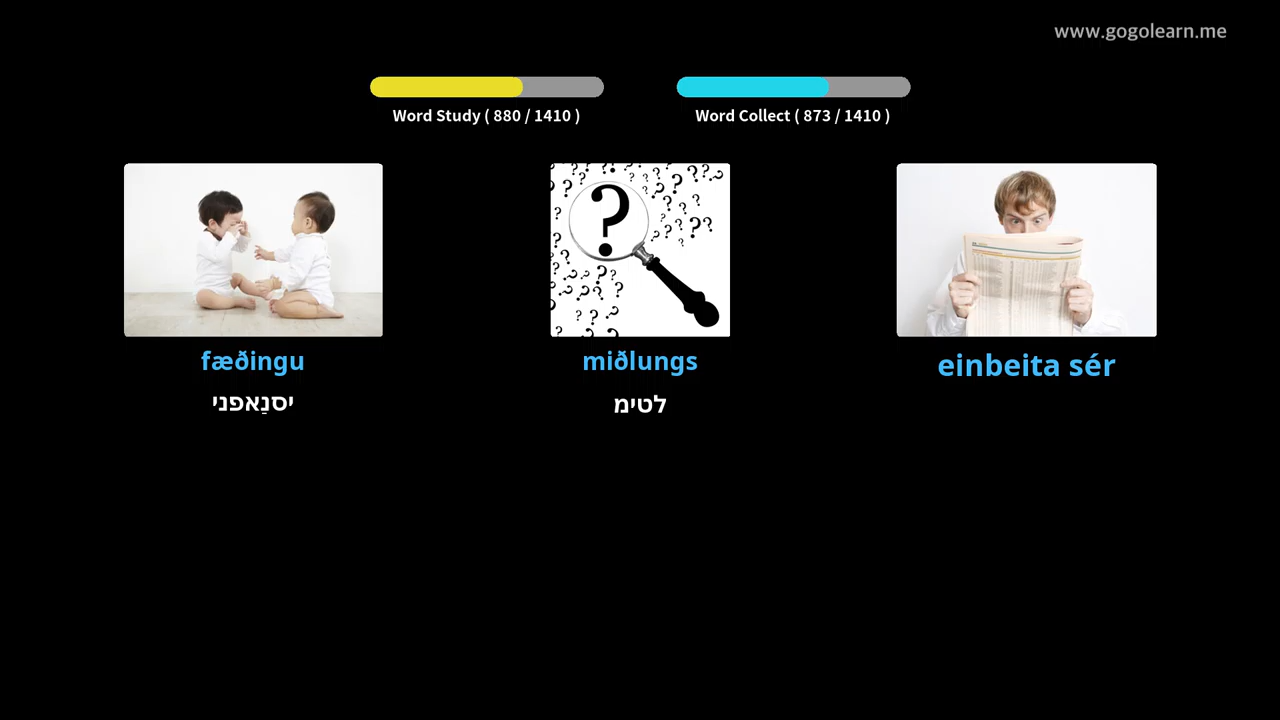 www.gogolearn.me
Word Study ( 880 / 1410 )
Word Collect ( 873 / 1410 )
fæðingu
יסנַאפני
miðlungs
לטימ
einbeita sér